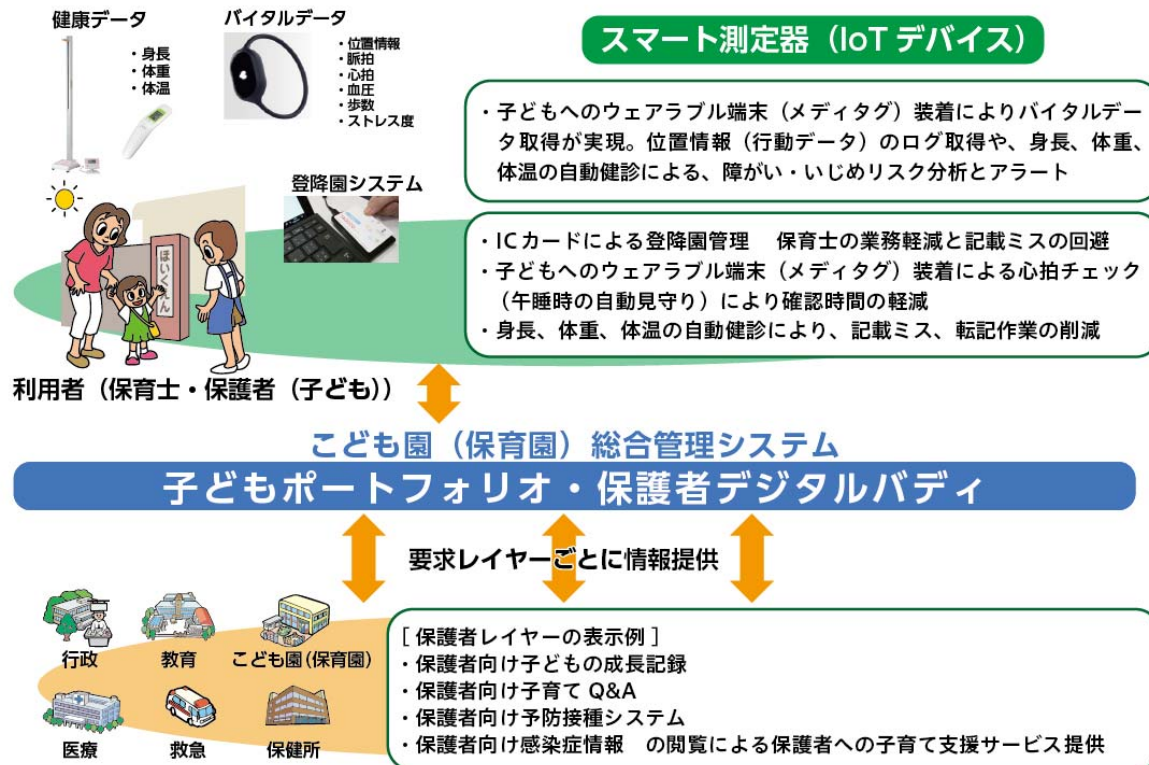 健康データ
・身長
・体重
・体温
バイタルデータ
・位置情報
・脈拍
・心拍
・血圧
・歩数
・ストレス度
スマート測定器（IoT デバイス）
・子どもへのウェアラブル端末（メディタグ）装着によりバイタルデー
タ取得が実現。位置情報（行動データ）のログ取得や、身長、体重、
体温の自動健診による、障がい・いじめリスク分析とアラート
登降園システム
ほいくえん
・ICカードによる登降園管理　保育士の業務軽減と記載ミスの回避
・子どもへのウェアラブル端末（メディタグ）装着による心拍チェック
（午睡時の自動見守り）により確認時間の軽減
・身長、体重、体温の自動健診により、記載ミス、転記作業の削減
利用者（保育士・保護者（子ども））
こども園（保育園）総合管理システム
子どもポートフォリオ・保護者デジタルバディ
要求レイヤーごとに情報提供
行政
教育
こども園(保育園)
医療
救急
保健所
［保護者レイヤーの表示例］
・保護者向け子どもの成長記録
・保護者向け子育て Q&A
・保護者向け予防接種システム
・保護者向け感染症情報　の閲覧による保護者への子育て支援サービス提供